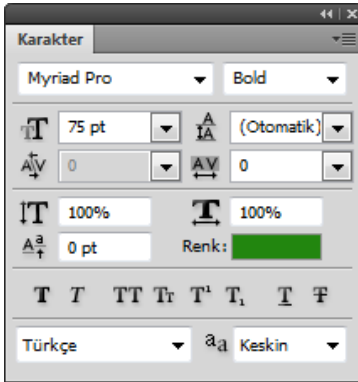 Karakter
Myriad Pro Bold
75 pt (Otomatik)
0 0
100% 100%
0 pt Renk:
T T TT Tr T¹ T₁ T T
Türkçe aa Keskin